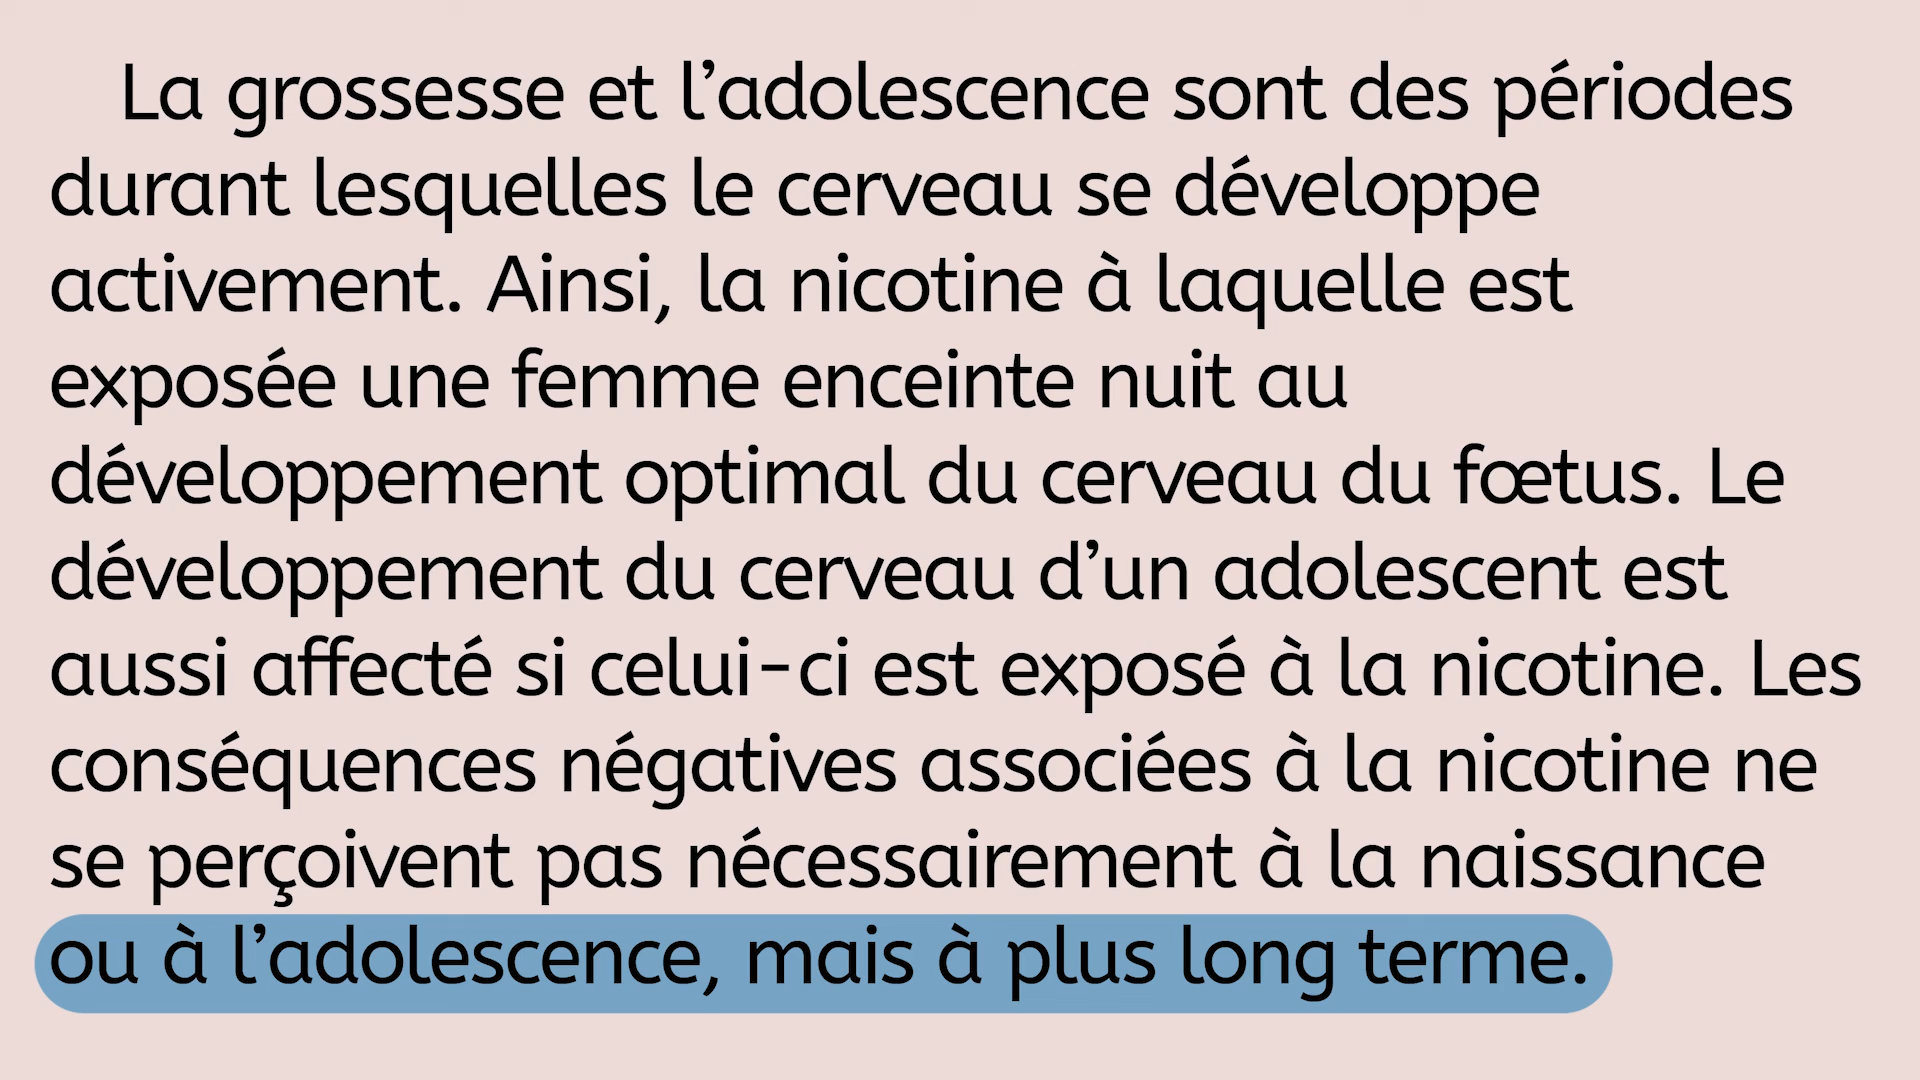 La grossesse et l’adolescence sont des périodes
durant lesquelles le cerveau se développe
activement. Ainsi, la nicotine à laquelle est
exposée une femme enceinte nuit au
développement optimal du cerveau du fœtus. Le
développement du cerveau d’un adolescent est
aussi affecté si celui-ci est exposé à la nicotine. Les
conséquences négatives associées à la nicotine ne
se perçoivent pas nécessairement à la naissance
ou à l’adolescence, mais à plus long terme.